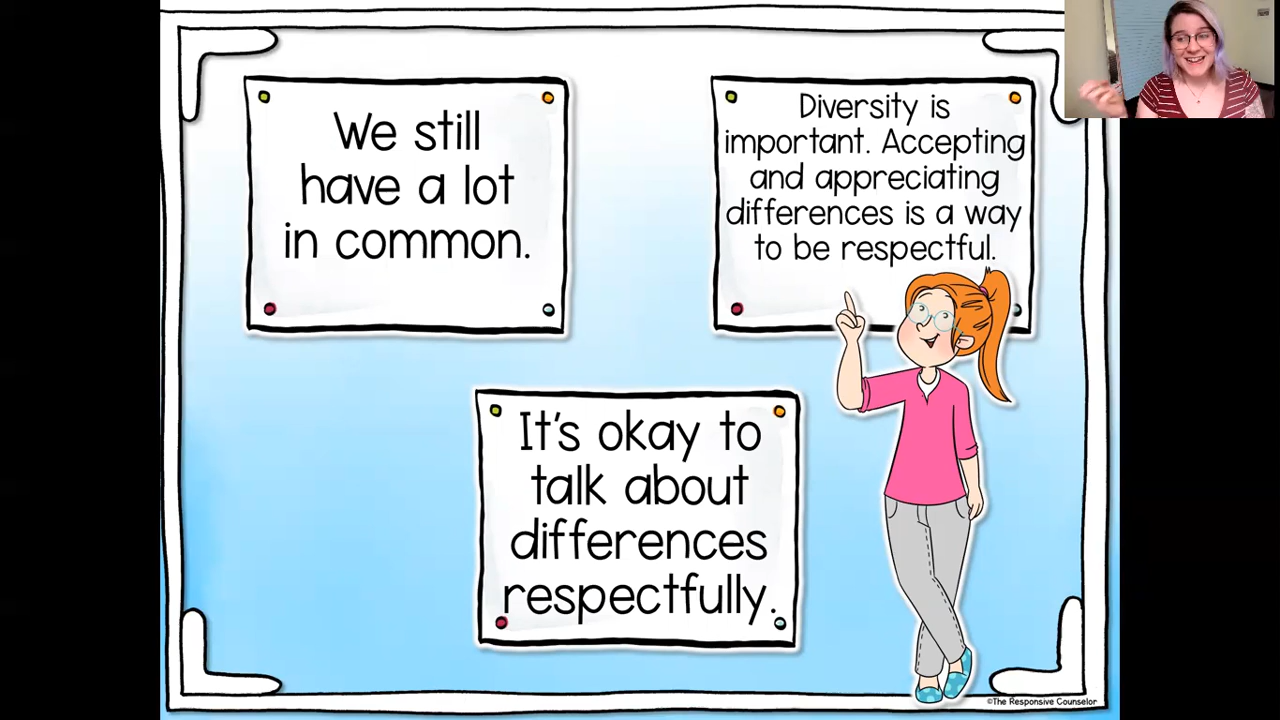 We still
have a lot
in common.
Diversity is
important. Accepting
and appreciating
differences is a way
to be respectful.
It's okay to
talk about
differences
respectfully.
©The Responsive Counselor